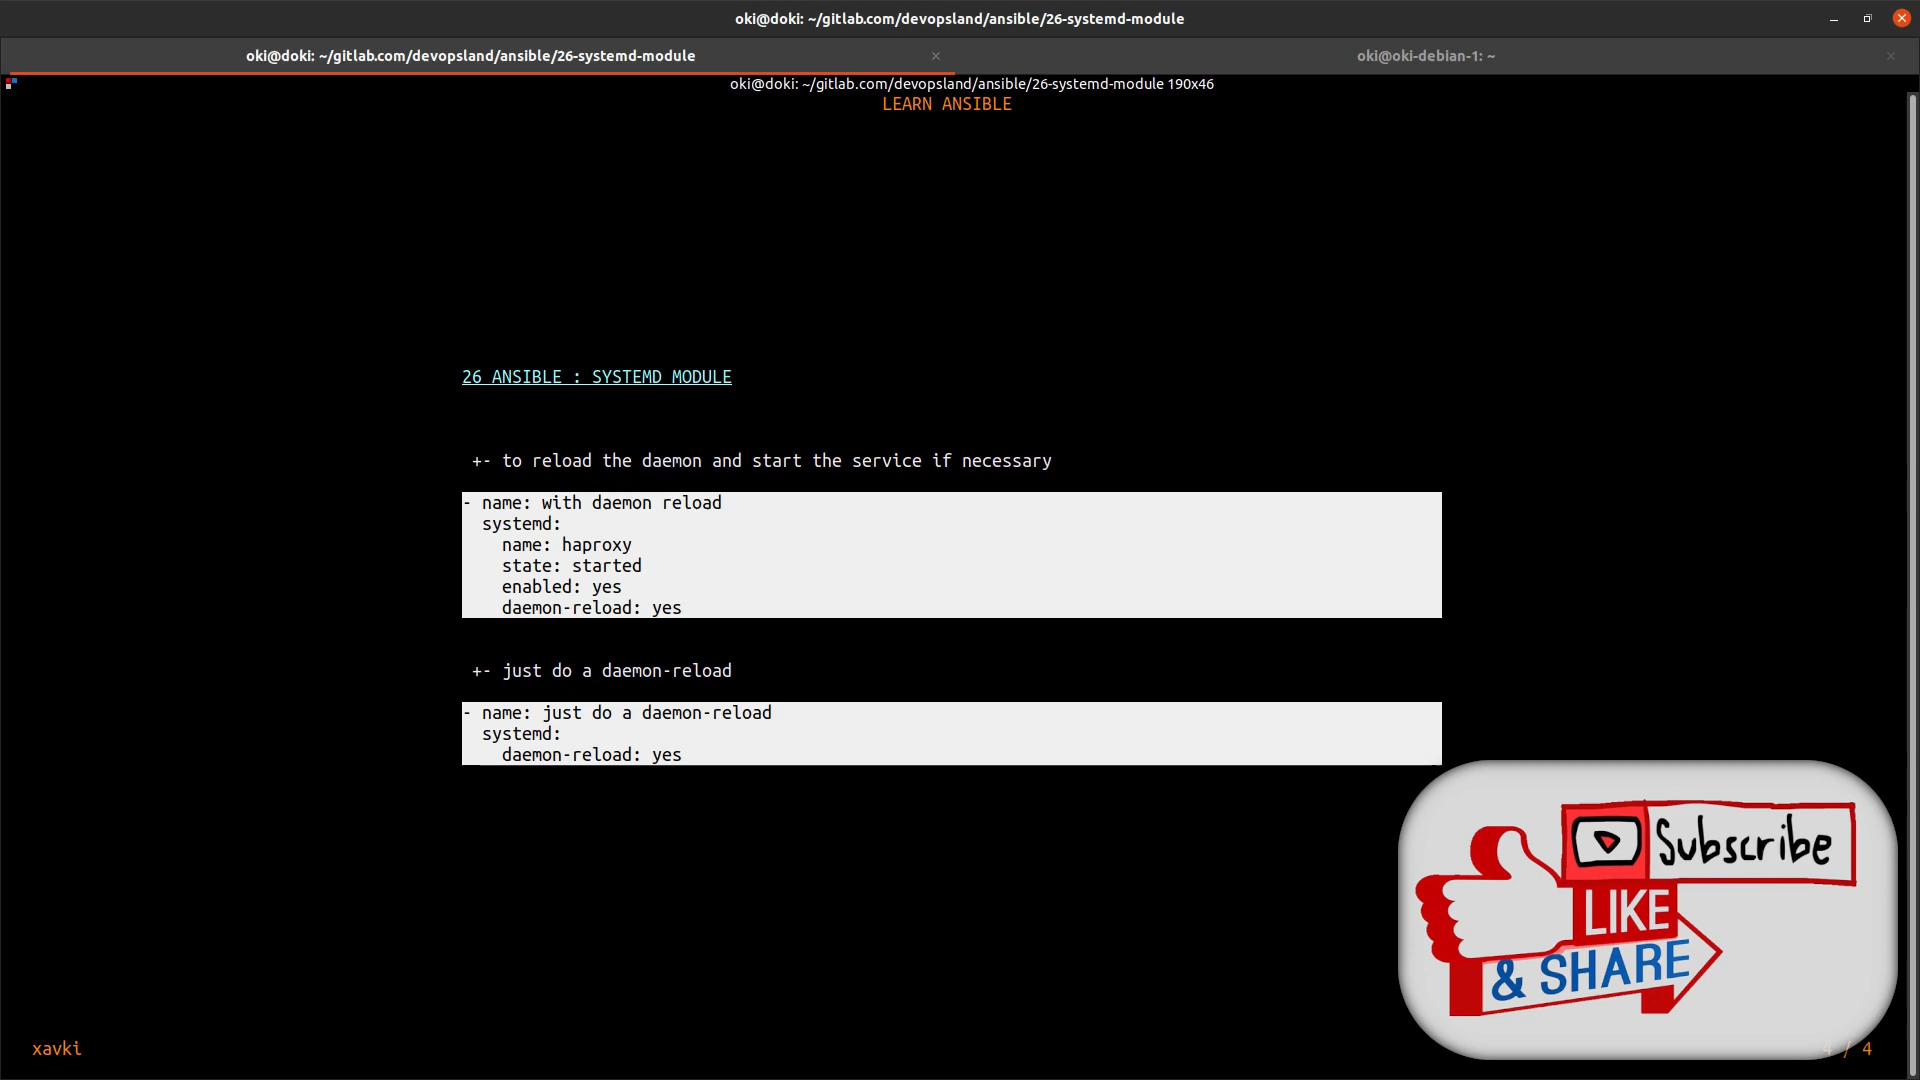 oki@doki: ~/gitlab.com/devopsland/ansible/26-systemd-module
oki@doki: ~/gitlab.com/devopsland/ansible/26-systemd-module
oki@oki-debian-1: ~
oki@doki: ~/gitlab.com/devopsland/ansible/26-systemd-module 190x46
LEARN ANSIBLE
26 ANSIBLE : SYSTEMD MODULE
+- to reload the daemon and start the service if necessary
- name: with daemon reload
systemd:
name: haproxy
state: started
enabled: yes
daemon-reload: yes
+- just do a daemon-reload
- name: just do a daemon-reload
systemd:
daemon-reload: yes
Subscribe
LIKE
& SHARE
xavki
4 / 4